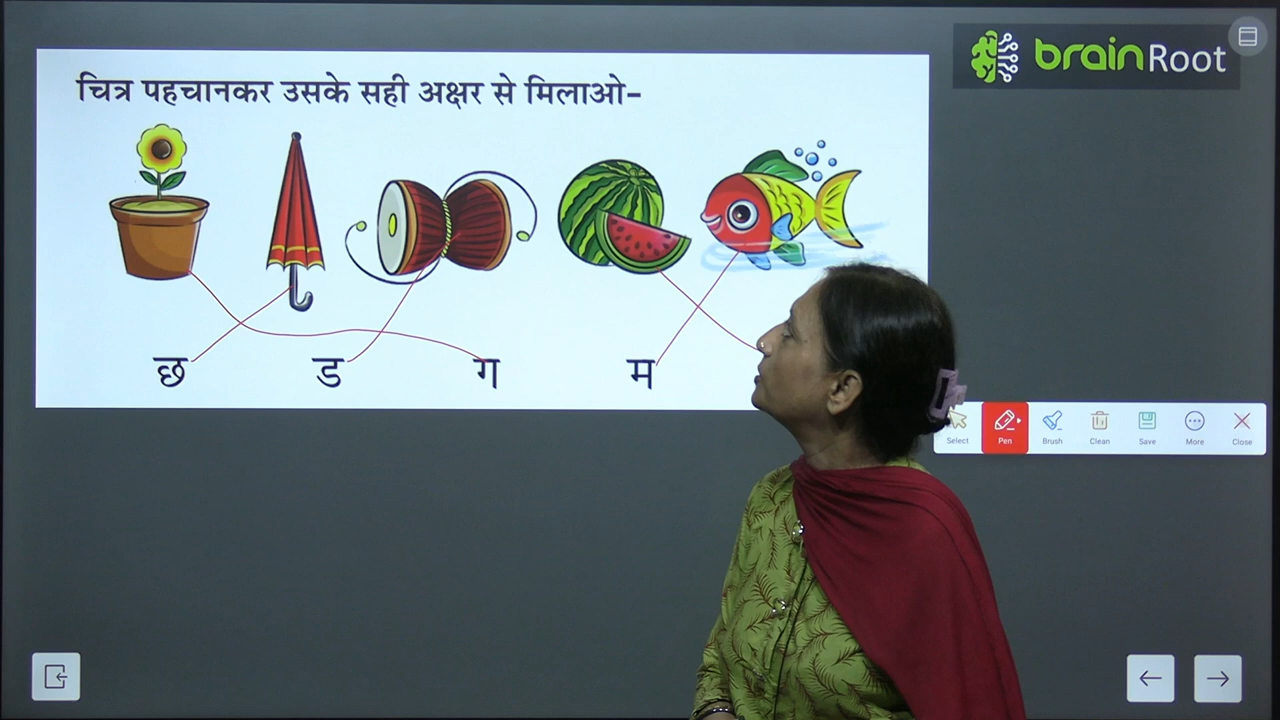 brainRoot
चित्र पहचानकर उसके सही अक्षर से मिलाओ-
छ ड ग म
Select Pen Brush Clean Save More Close